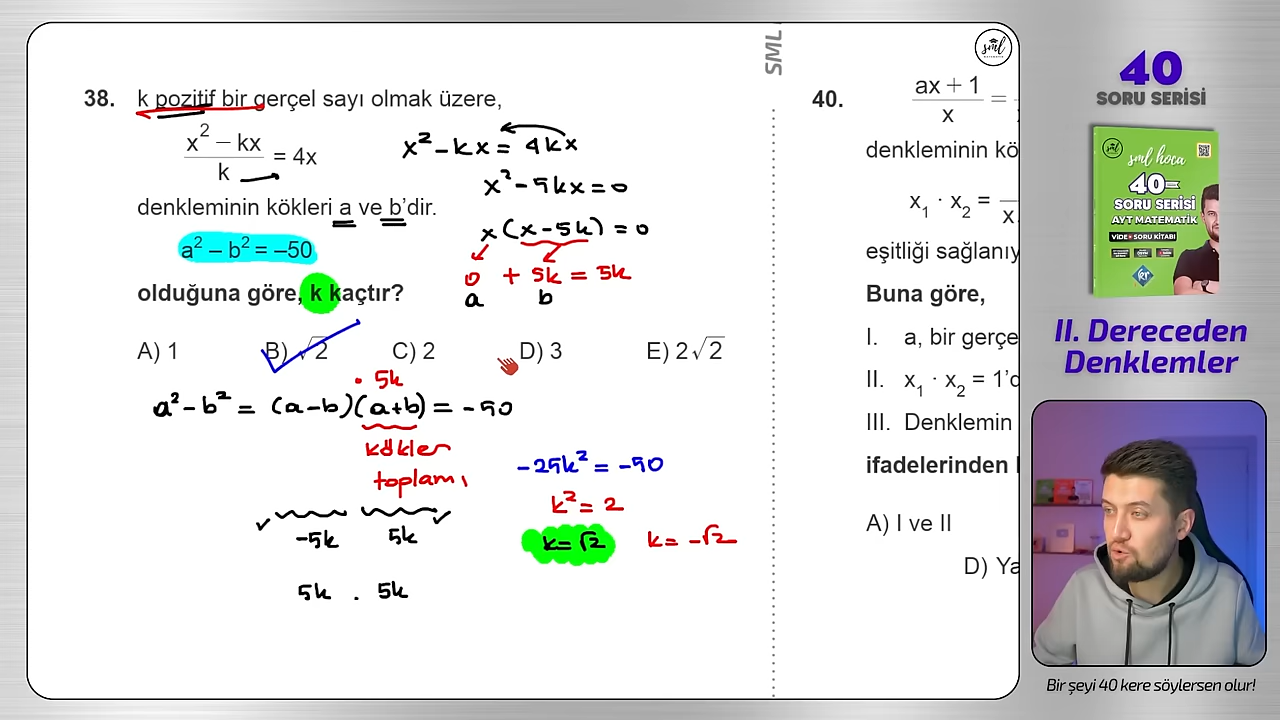 SML
sml
38. k pozitif bir gerçel sayı olmak üzere,
x² − kx / k = 4x
denkleminin kökleri a ve b'dir.
a² − b² = −50
olduğuna göre, k kaçtır?
A) 1 B) √2 C) 2 D) 3 E) 2√2
x² − kx = 4kx
x² − 5kx = 0
x (x − 5k) = 0
0 + 5k = 5k
a b
5k
a² − b² = (a−b)(a+b) = −50
kökler
toplamı
−5k 5k
5k . 5k
−25k² = −50
k² = 2
k = √2 k = −√2
40. ax + 1 / x =
denkleminin kö
x₁ · x₂ =
x
eşitliği sağlanıy
Buna göre,
I. a, bir gerçe
II. x₁ · x₂ = 1'd
III. Denklemin
ifadelerinden
A) I ve II
D) Ya
40
SORU SERİSİ
sml hoca
40
SORU SERİSİ
AYT MATEMATİK
VİDEO SORU KİTABI
II. Dereceden
Denklemler
Bir şeyi 40 kere söylersen olur!